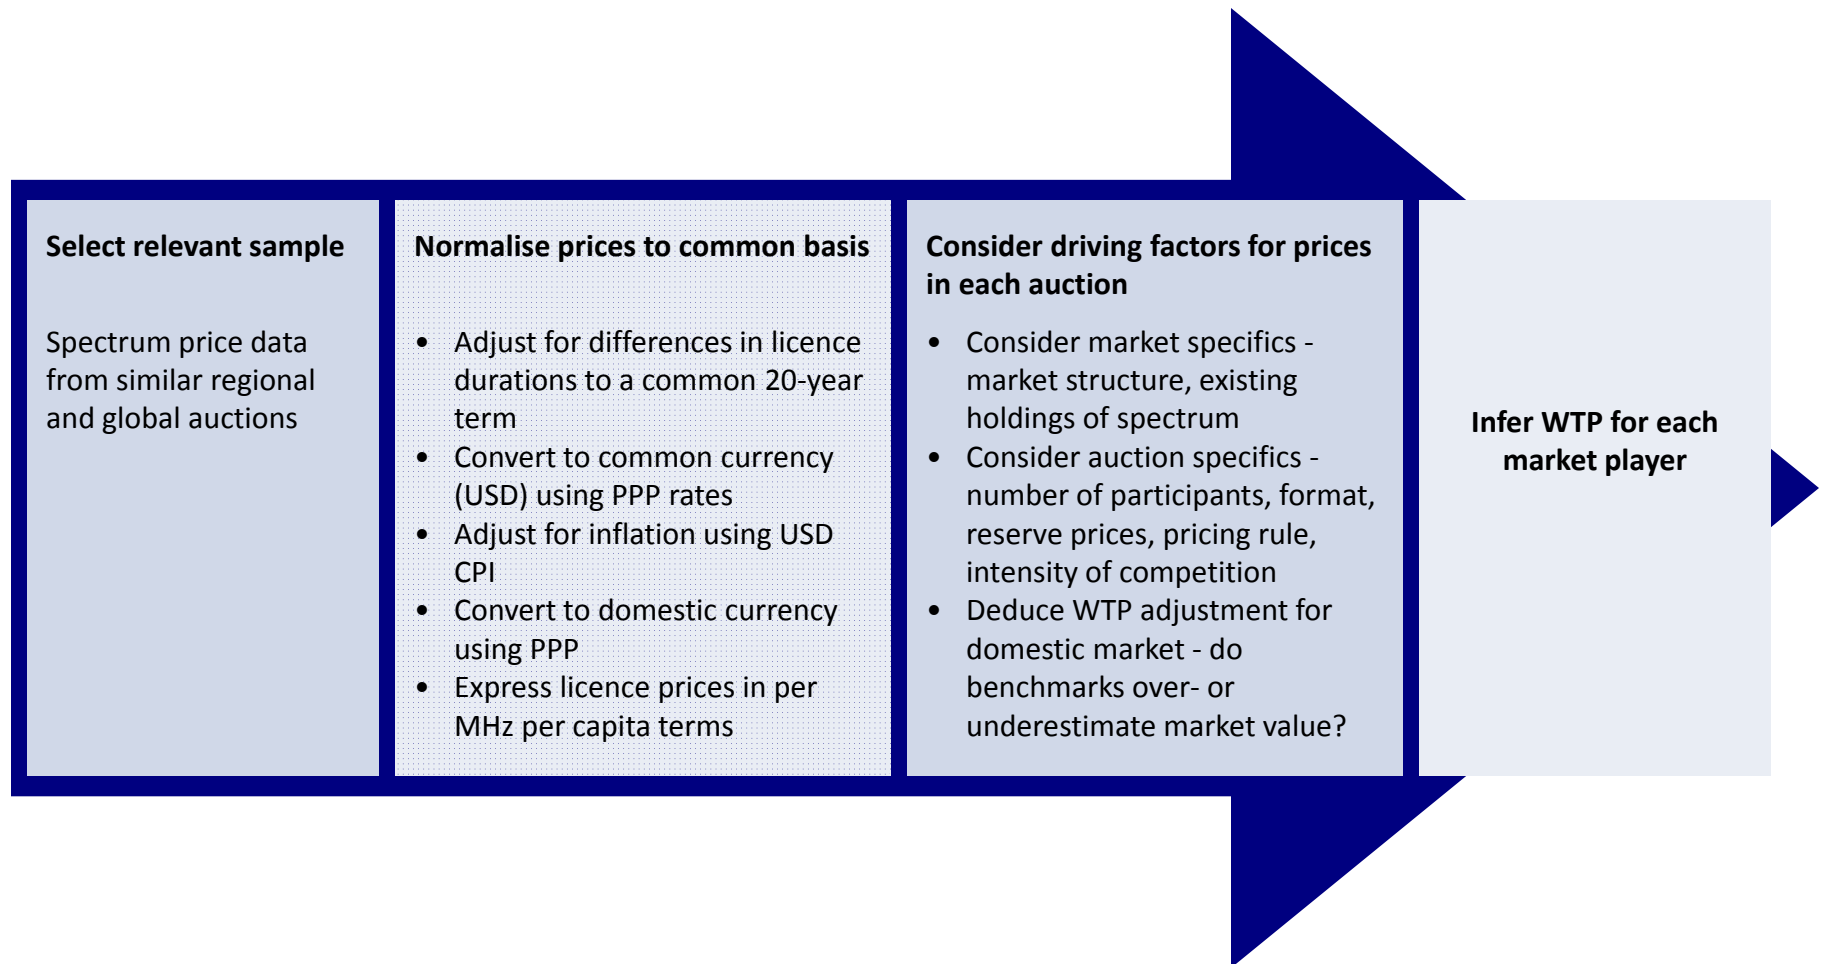 Select relevant sample
Spectrum price data
from similar regional
and global auctions
Normalise prices to common basis
• Adjust for differences in licence
durations to a common 20-year
term
• Convert to common currency
(USD) using PPP rates
• Adjust for inflation using USD
CPI
• Convert to domestic currency
using PPP
• Express licence prices in per
MHz per capita terms
Consider driving factors for prices
in each auction
• Consider market specifics -
market structure, existing
holdings of spectrum
• Consider auction specifics -
number of participants, format,
reserve prices, pricing rule,
intensity of competition
• Deduce WTP adjustment for
domestic market - do
benchmarks over- or
underestimate market value?
Infer WTP for each
market player